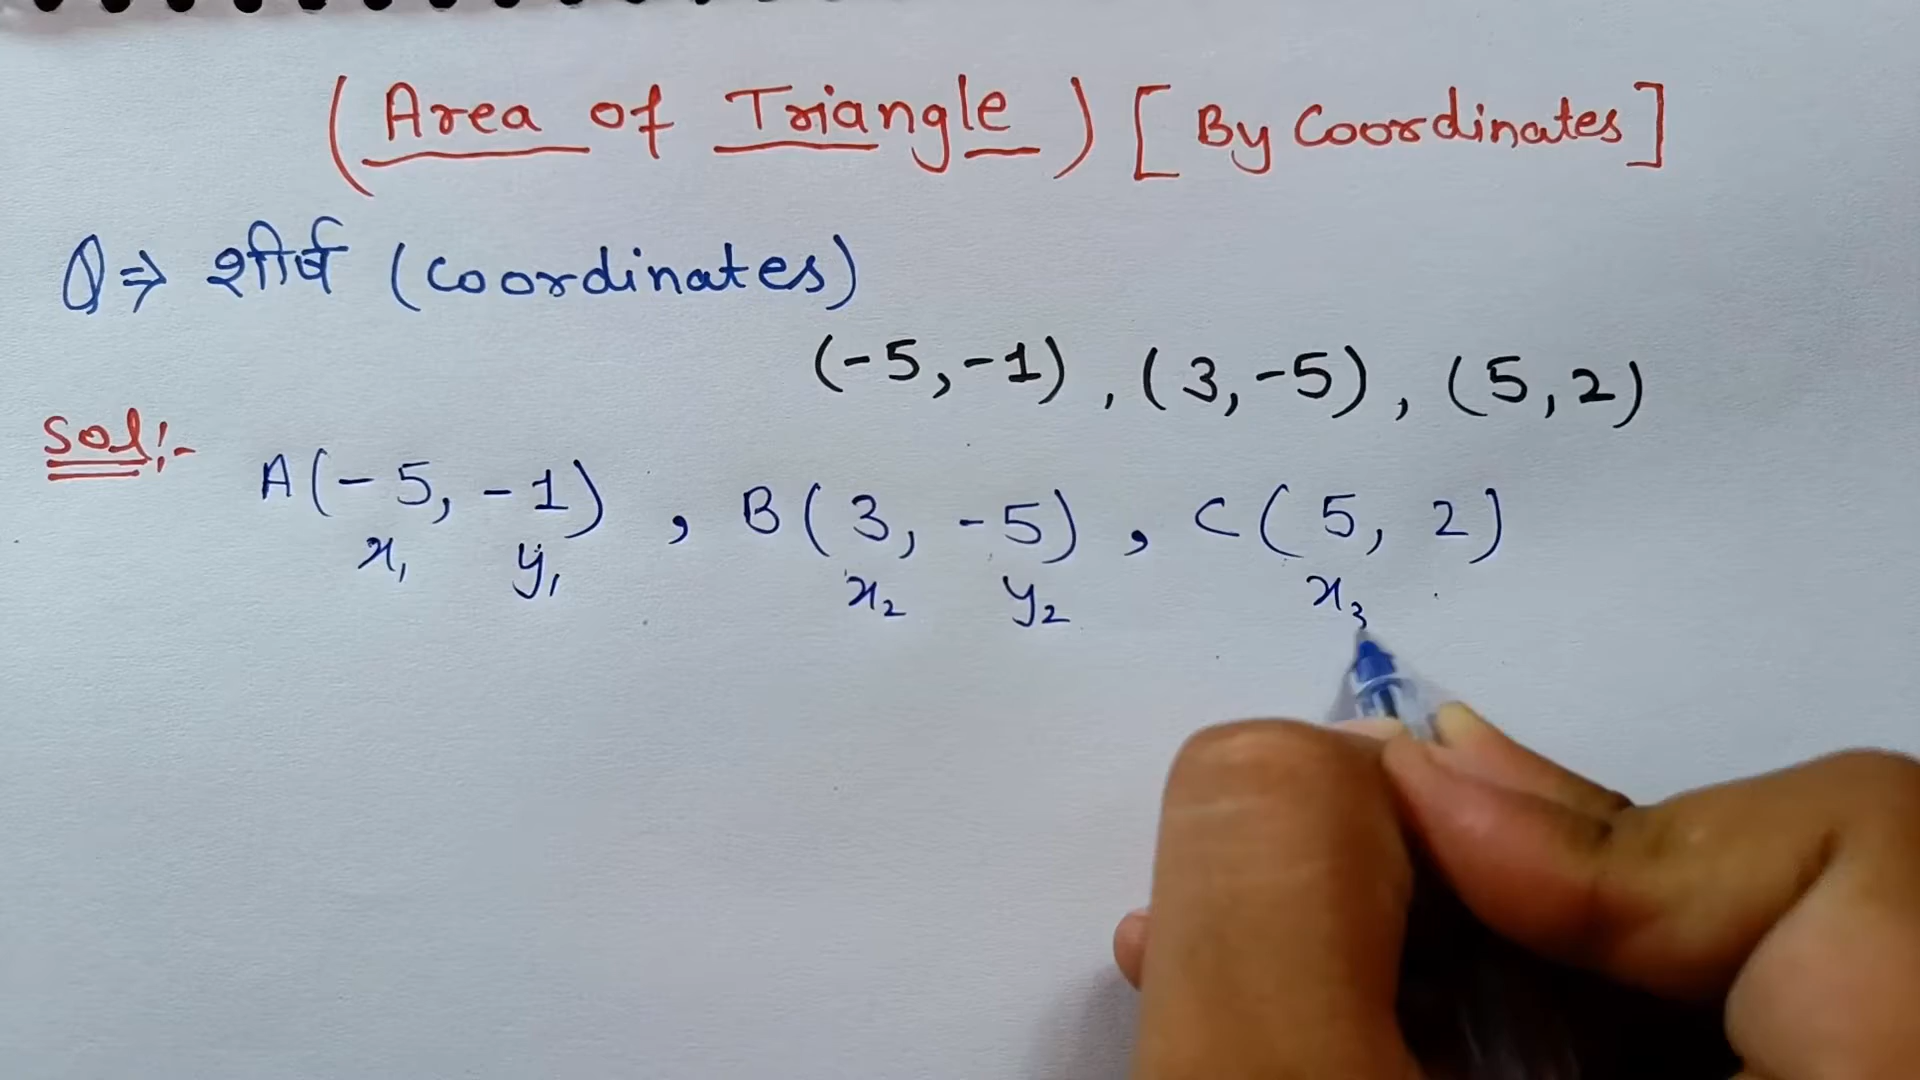 (Area of Triangle) [By Coordinates]
Q⇒ शीर्ष (Coordinates)
(-5,-1), (3,-5), (5,2)
Sol!:-
A(-5, -1), B(3, -5), C(5, 2)
x₁ y₁ x₂ y₂ x₃